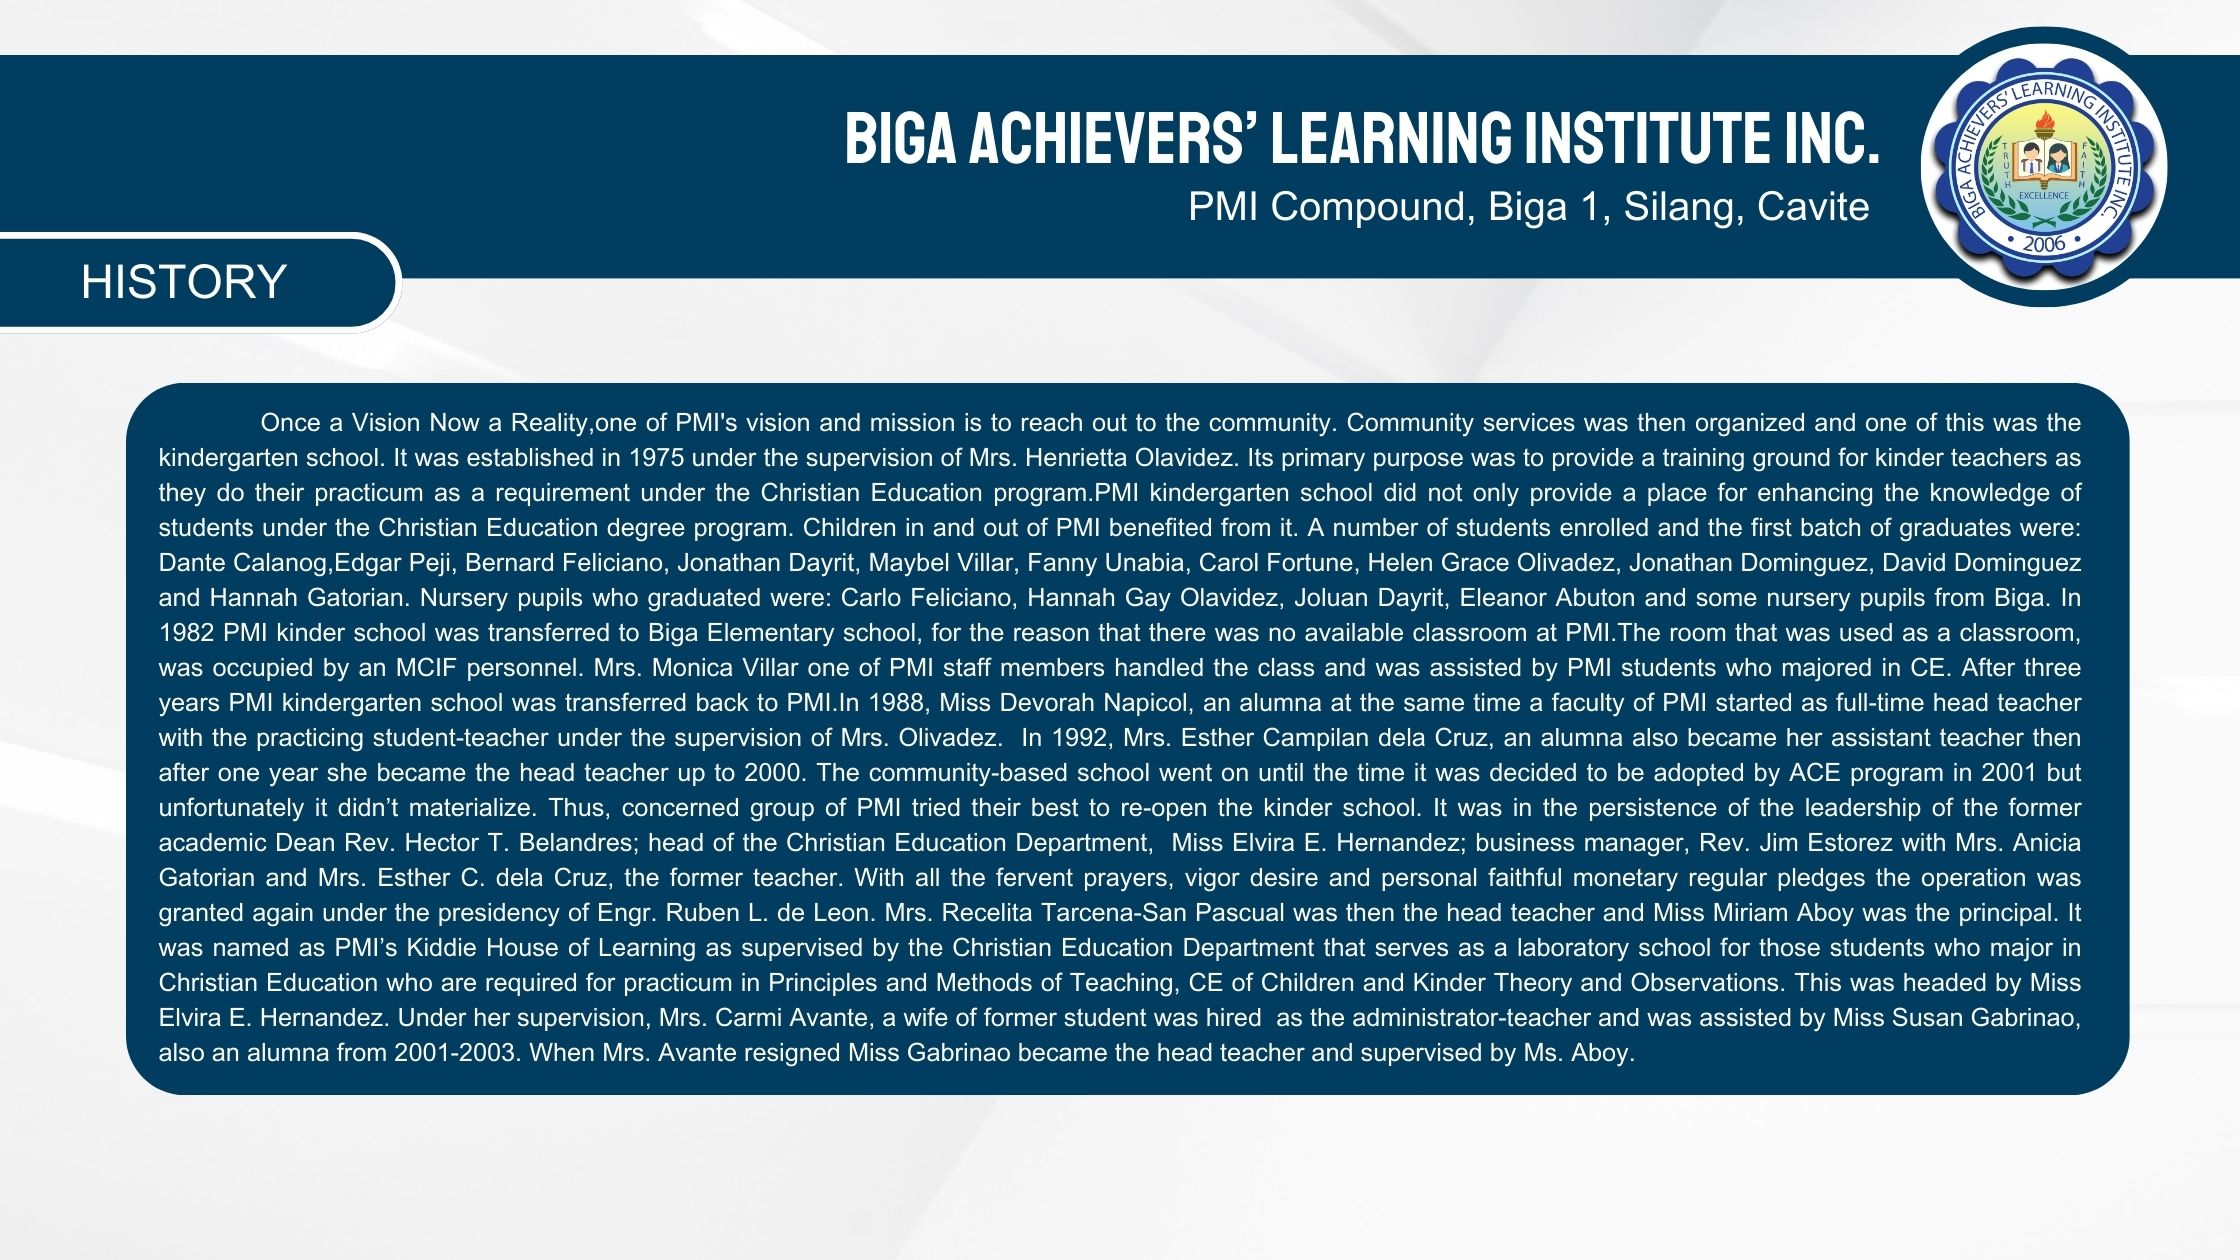 BIGA ACHIEVERS’ LEARNING INSTITUTE INC.
PMI Compound, Biga 1, Silang, Cavite
BIGA ACHIEVERS’ LEARNING INSTITUTE INC.
TRUTH
FAITH
EXCELLENCE
• 2006 •
HISTORY
Once a Vision Now a Reality,one of PMI's vision and mission is to reach out to the community. Community services was then organized and one of this was the
kindergarten school. It was established in 1975 under the supervision of Mrs. Henrietta Olavidez. Its primary purpose was to provide a training ground for kinder teachers as
they do their practicum as a requirement under the Christian Education program.PMI kindergarten school did not only provide a place for enhancing the knowledge of
students under the Christian Education degree program. Children in and out of PMI benefited from it. A number of students enrolled and the first batch of graduates were:
Dante Calanog,Edgar Peji, Bernard Feliciano, Jonathan Dayrit, Maybel Villar, Fanny Unabia, Carol Fortune, Helen Grace Olivadez, Jonathan Dominguez, David Dominguez
and Hannah Gatorian. Nursery pupils who graduated were: Carlo Feliciano, Hannah Gay Olavidez, Joluan Dayrit, Eleanor Abuton and some nursery pupils from Biga. In
1982 PMI kinder school was transferred to Biga Elementary school, for the reason that there was no available classroom at PMI.The room that was used as a classroom,
was occupied by an MCIF personnel. Mrs. Monica Villar one of PMI staff members handled the class and was assisted by PMI students who majored in CE. After three
years PMI kindergarten school was transferred back to PMI.In 1988, Miss Devorah Napicol, an alumna at the same time a faculty of PMI started as full-time head teacher
with the practicing student-teacher under the supervision of Mrs. Olivadez.  In 1992, Mrs. Esther Campilan dela Cruz, an alumna also became her assistant teacher then
after one year she became the head teacher up to 2000. The community-based school went on until the time it was decided to be adopted by ACE program in 2001 but
unfortunately it didn’t materialize. Thus, concerned group of PMI tried their best to re-open the kinder school. It was in the persistence of the leadership of the former
academic Dean Rev. Hector T. Belandres; head of the Christian Education Department,  Miss Elvira E. Hernandez; business manager, Rev. Jim Estorez with Mrs. Anicia
Gatorian and Mrs. Esther C. dela Cruz, the former teacher. With all the fervent prayers, vigor desire and personal faithful monetary regular pledges the operation was
granted again under the presidency of Engr. Ruben L. de Leon. Mrs. Recelita Tarcena-San Pascual was then the head teacher and Miss Miriam Aboy was the principal. It
was named as PMI’s Kiddie House of Learning as supervised by the Christian Education Department that serves as a laboratory school for those students who major in
Christian Education who are required for practicum in Principles and Methods of Teaching, CE of Children and Kinder Theory and Observations. This was headed by Miss
Elvira E. Hernandez. Under her supervision, Mrs. Carmi Avante, a wife of former student was hired  as the administrator-teacher and was assisted by Miss Susan Gabrinao,
also an alumna from 2001-2003. When Mrs. Avante resigned Miss Gabrinao became the head teacher and supervised by Ms. Aboy.